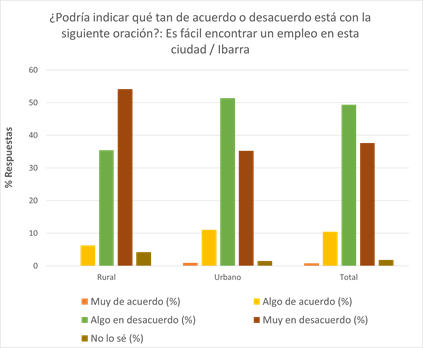 ¿Podría indicar qué tan de acuerdo o desacuerdo está con la
siguiente oración?: Es fácil encontrar un empleo en esta
ciudad / Ibarra
% Respuestas
60
50
40
30
20
10
0
Rural
Urbano
Total
Muy de acuerdo (%)
Algo de acuerdo (%)
Algo en desacuerdo (%)
Muy en desacuerdo (%)
No lo sé (%)